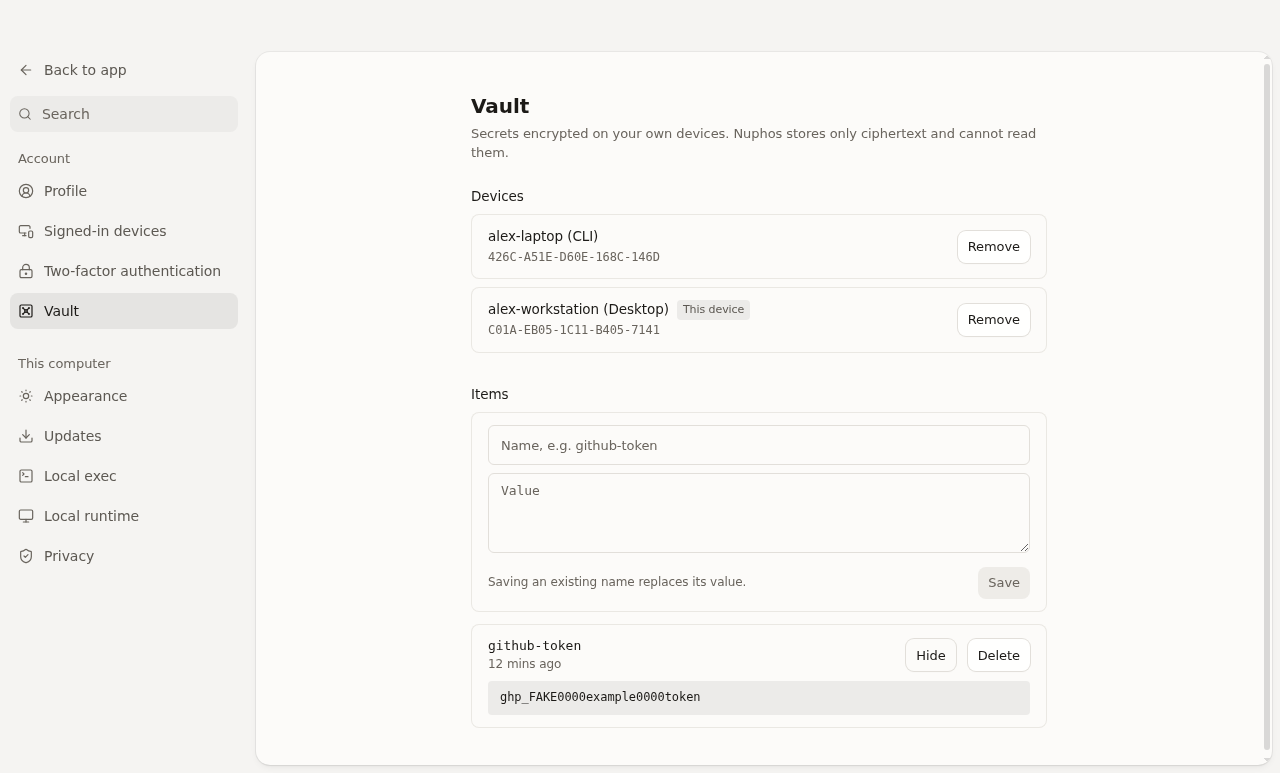 Back to app
Search
Account
Profile
Signed-in devices
Two-factor authentication
Vault
This computer
Appearance
Updates
Local exec
Local runtime
Privacy
Vault
Secrets encrypted on your own devices. Nuphos stores only ciphertext and cannot read
them.
Devices
alex-laptop (CLI)
426C-A51E-D60E-168C-146D
Remove
alex-workstation (Desktop) This device
C01A-EB05-1C11-B405-7141
Remove
Items
Name, e.g. github-token
Value
Saving an existing name replaces its value.
Save
github-token
12 mins ago
Hide Delete
ghp_FAKE0000example0000token